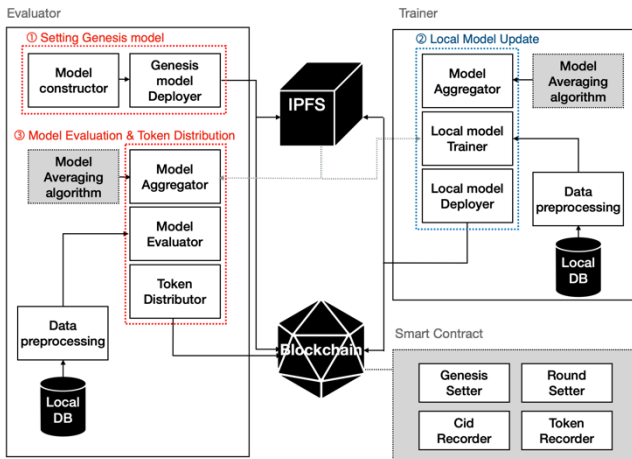 Evaluator
① Setting Genesis model
Model
constructor
Genesis
model
Deployer
③ Model Evaluation & Token Distribution
Model
Averaging
algorithm
Model
Aggregator
Model
Evaluator
Token
Distributor
Data
preprocessing
Local
DB
IPFS
Blockchain
Trainer
② Local Model Update
Model
Aggregator
Model
Averaging
algorithm
Local model
Trainer
Local model
Deployer
Data
preprocessing
Local
DB
Smart Contract
Genesis
Setter
Round
Setter
Cid
Recorder
Token
Recorder